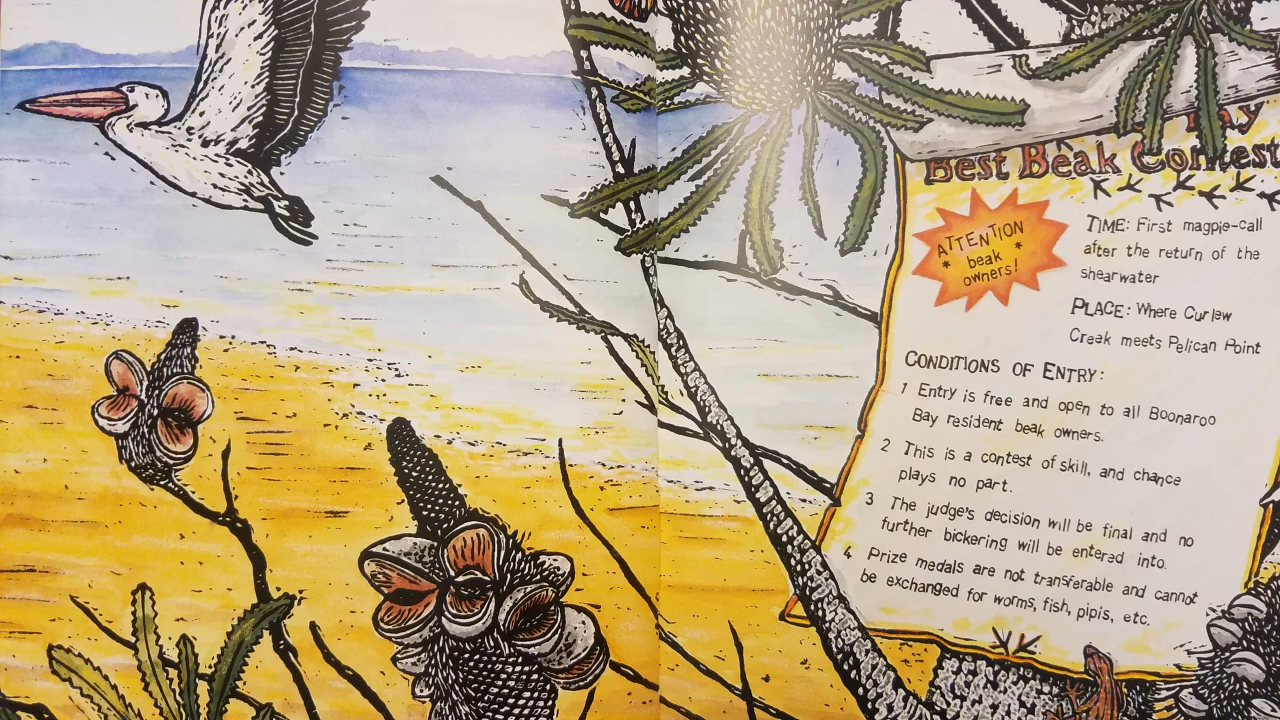 Best Beak Contest
ATTENTION
* beak *
owners!
TIME: First magpie-call
after the return of the
shearwater
PLACE: Where Curlew
Creek meets Pelican Point
CONDITIONS OF ENTRY:
1 Entry is free and open to all Boonaroo
Bay resident beak owners.
2 This is a contest of skill, and chance
plays no part.
3 The judge's decision will be final and no
further bickering will be entered into.
4 Prize medals are not transferable and cannot
be exchanged for worms, fish, pipis, etc.